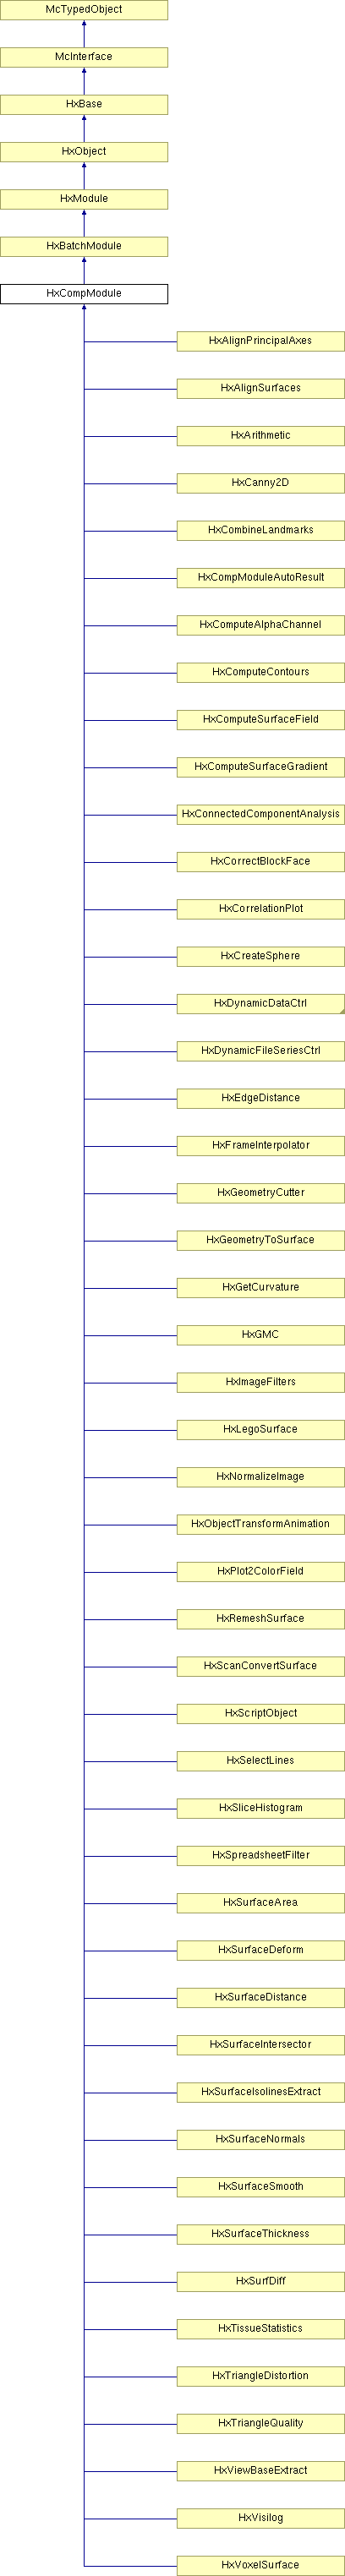 McTypedObject
McInterface
HxBase
HxObject
HxModule
HxBatchModule
HxCompModule
HxAlignPrincipalAxes
HxAlignSurfaces
HxArithmetic
HxCanny2D
HxCombineLandmarks
HxCompModuleAutoResult
HxComputeAlphaChannel
HxComputeContours
HxComputeSurfaceField
HxComputeSurfaceGradient
HxConnectedComponentAnalysis
HxCorrectBlockFace
HxCorrelationPlot
HxCreateSphere
HxDynamicDataCtrl
HxDynamicFileSeriesCtrl
HxEdgeDistance
HxFrameInterpolator
HxGeometryCutter
HxGeometryToSurface
HxGetCurvature
HxGMC
HxImageFilters
HxLegoSurface
HxNormalizeImage
HxObjectTransformAnimation
HxPlot2ColorField
HxRemeshSurface
HxScanConvertSurface
HxScriptObject
HxSelectLines
HxSliceHistogram
HxSpreadsheetFilter
HxSurfaceArea
HxSurfaceDeform
HxSurfaceDistance
HxSurfaceIntersector
HxSurfaceIsolinesExtract
HxSurfaceNormals
HxSurfaceSmooth
HxSurfaceThickness
HxSurfDiff
HxTissueStatistics
HxTriangleDistortion
HxTriangleQuality
HxViewBaseExtract
HxVisilog
HxVoxelSurface